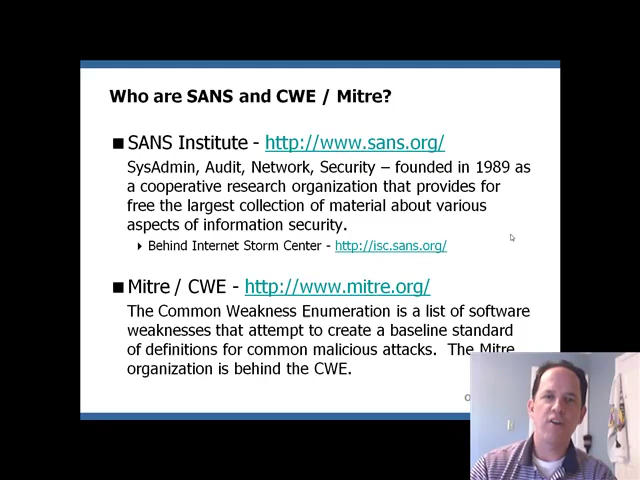 Who are SANS and CWE / Mitre?
SANS Institute - http://www.sans.org/
SysAdmin, Audit, Network, Security – founded in 1989 as
a cooperative research organization that provides for
free the largest collection of material about various
aspects of information security.
Behind Internet Storm Center - http://isc.sans.org/
Mitre / CWE - http://www.mitre.org/
The Common Weakness Enumeration is a list of software
weaknesses that attempt to create a baseline standard
of definitions for common malicious attacks. The Mitre
organization is behind the CWE.